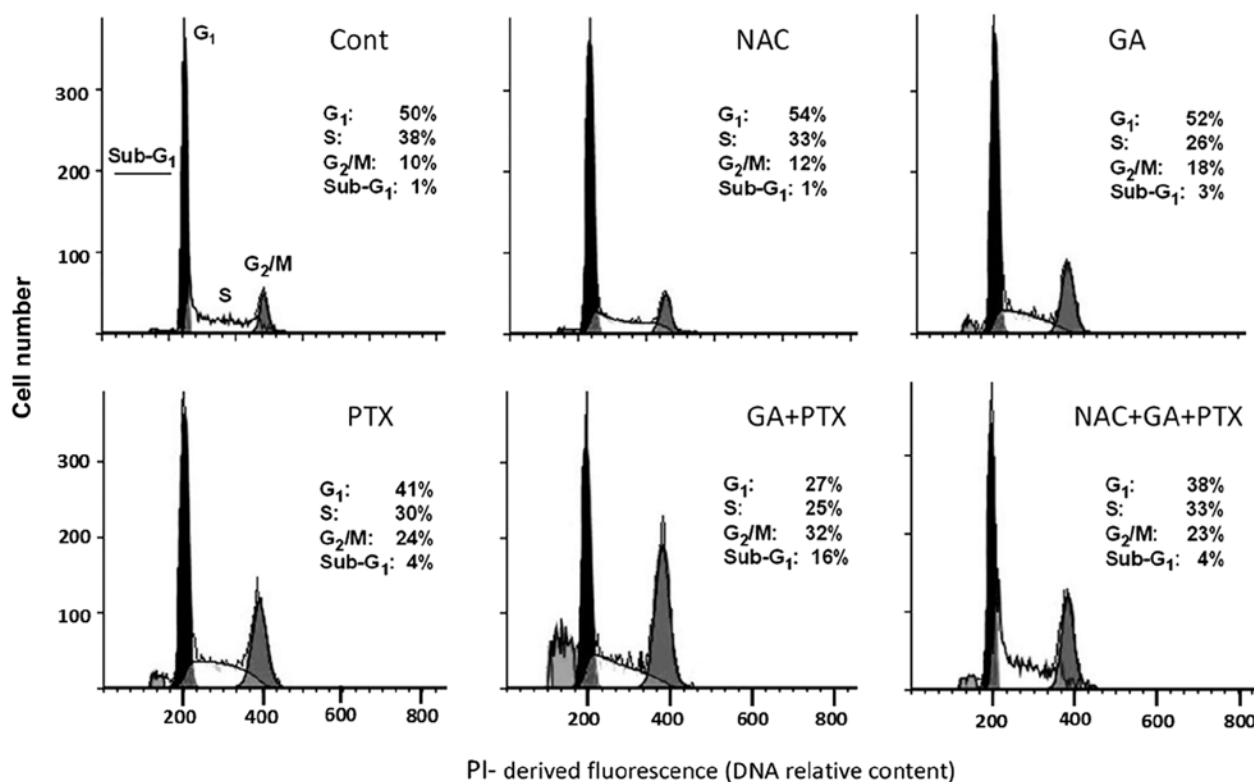 Cont
G1
G1: 50%
S: 38%
G2/M: 10%
Sub-G1: 1%
Sub-G1
S
G2/M
300
200
100
NAC
G1: 54%
S: 33%
G2/M: 12%
Sub-G1: 1%
GA
G1: 52%
S: 26%
G2/M: 18%
Sub-G1: 3%
200 400 600 800
Cell number
PTX
G1: 41%
S: 30%
G2/M: 24%
Sub-G1: 4%
300
200
100
200 400 600 800
GA+PTX
G1: 27%
S: 25%
G2/M: 32%
Sub-G1: 16%
200 400 600 800
NAC+GA+PTX
G1: 38%
S: 33%
G2/M: 23%
Sub-G1: 4%
200 400 600 800
PI- derived fluorescence (DNA relative content)